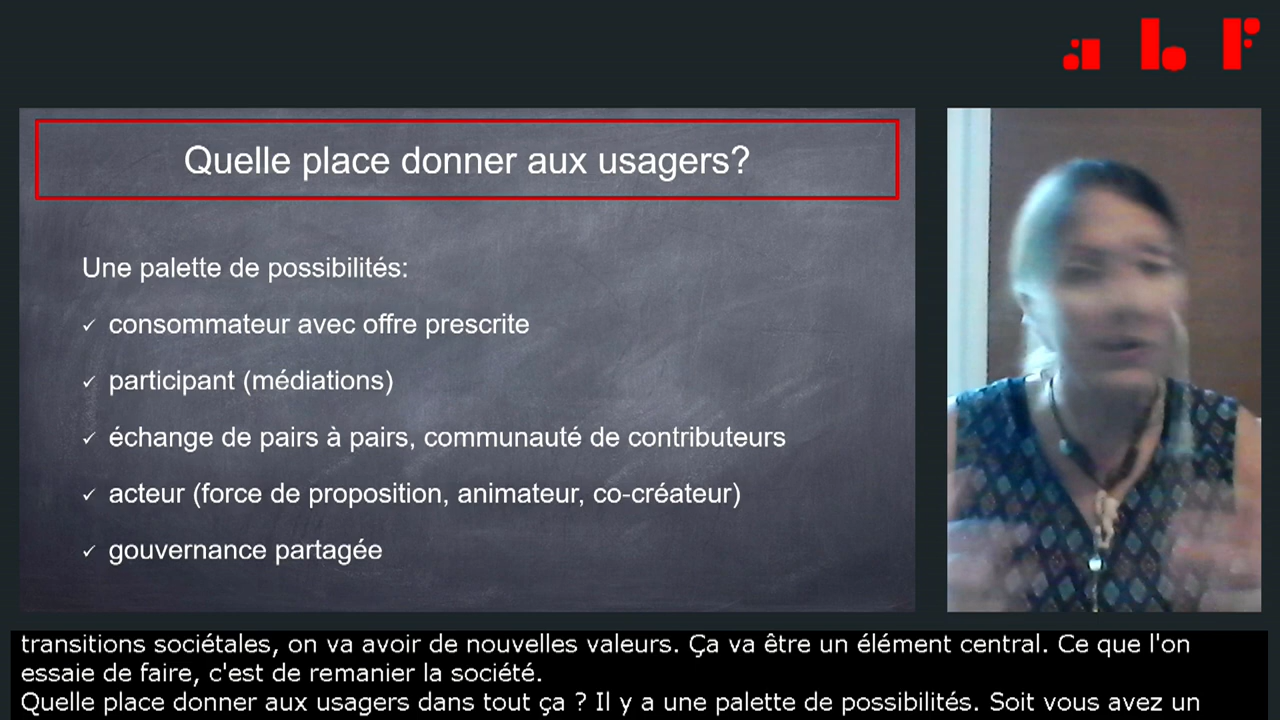 abf
Quelle place donner aux usagers?
Une palette de possibilités:
✓ consommateur avec offre prescrite
✓ participant (médiations)
✓ échange de pairs à pairs, communauté de contributeurs
✓ acteur (force de proposition, animateur, co-créateur)
✓ gouvernance partagée
transitions sociétales, on va avoir de nouvelles valeurs. Ça va être un élément central. Ce que l'on
essaie de faire, c'est de remanier la société.
Quelle place donner aux usagers dans tout ça ? Il y a une palette de possibilités. Soit vous avez un